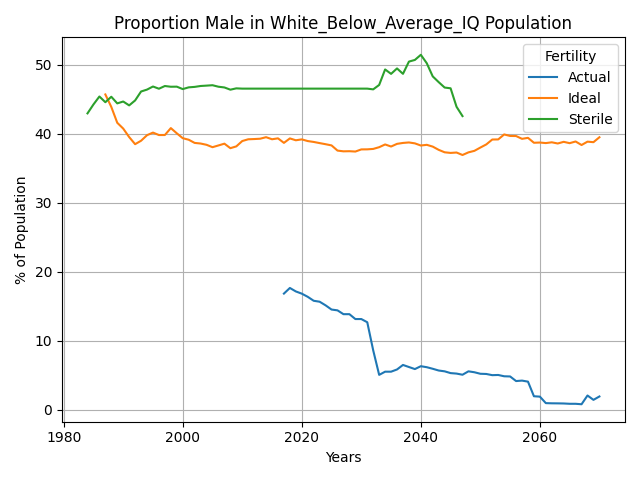 Proportion Male in White_Below_Average_IQ Population
Fertility
Actual
Ideal
Sterile
% of Population
50
40
30
20
10
0
1980 2000 2020 2040 2060
Years